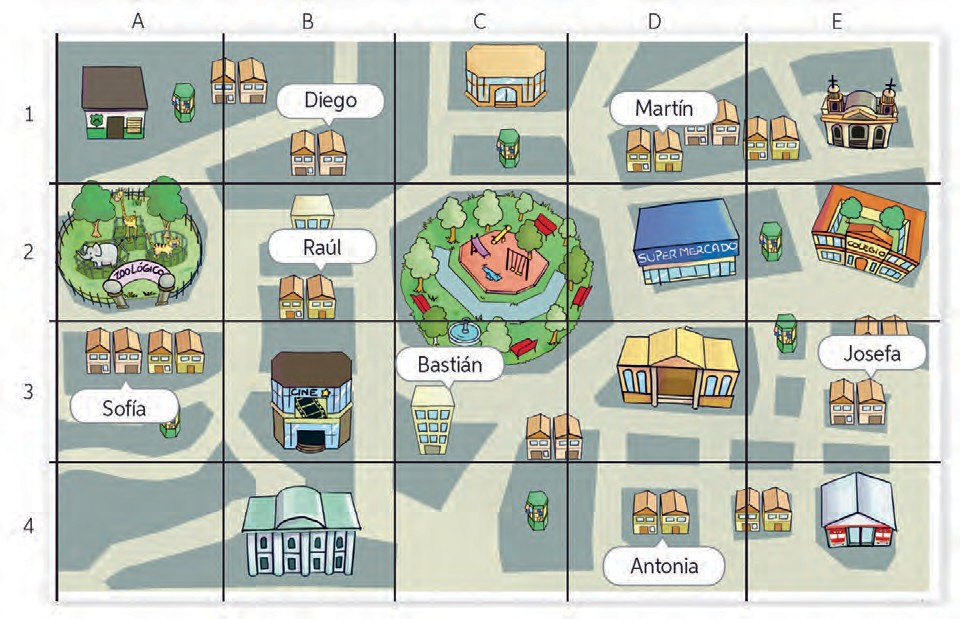 A B C D E
1
Diego
Martín
2
ZOOLÓGICO
Raúl
SUPERMERCADO
COLEGIO
3
Sofía
CINE
Bastián
Josefa
4
Antonia